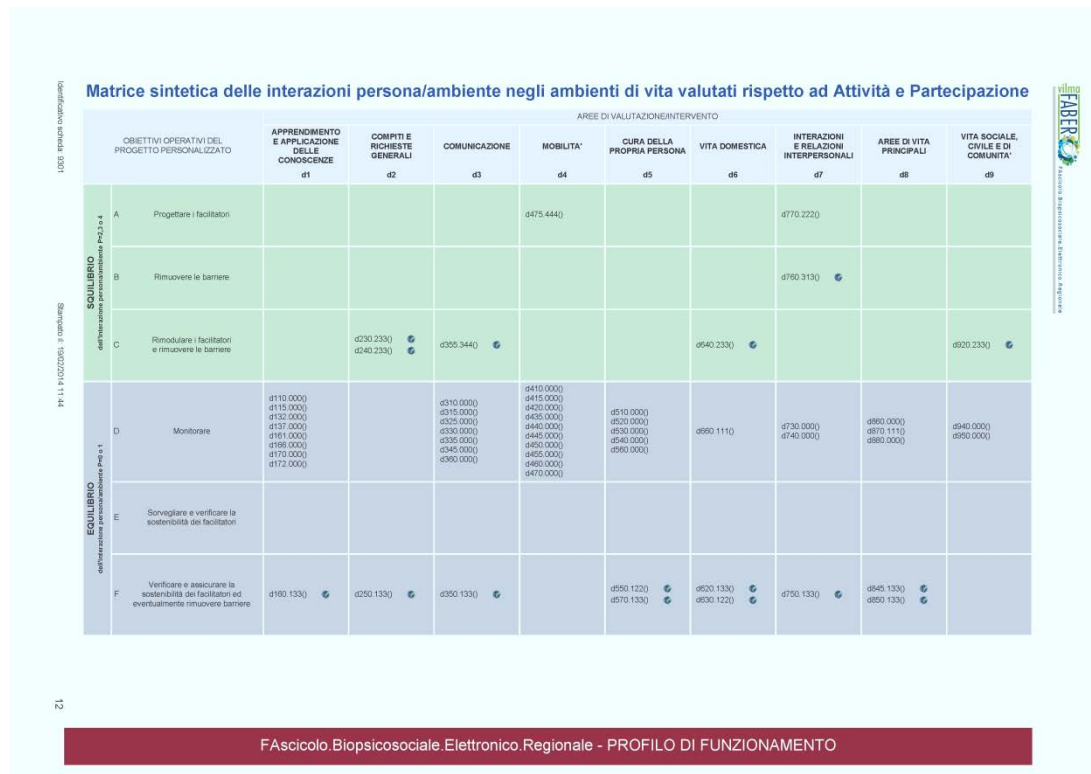 Matrice sintetica delle interazioni persona/ambiente negli ambienti di vita valutati rispetto ad Attività e Partecipazione
OBIETTIVI OPERATIVI DEL
PROGETTO PERSONALIZZATO
AREE DI VALUTAZIONE/INTERVENTO
APPRENDIMENTO
E APPLICAZIONE
DELLE
CONOSCENZE
d1
COMPITI E
RICHIESTE
GENERALI
d2
COMUNICAZIONE
d3
MOBILITA'
d4
CURA DELLA
PROPRIA PERSONA
d5
VITA DOMESTICA
d6
INTERAZIONI
E RELAZIONI
INTERPERSONALI
d7
AREE DI VITA
PRINCIPALI
d8
VITA SOCIALE,
CIVILE E DI
COMUNITA'
d9
SQUILIBRIO
dell'interazione persona/ambiente P=2,3 o 4
A
Progettare i facilitatori
d475.444()
d770.222()
B
Rimuovere le barriere
d760.313()
C
Rimodulare i facilitatori
e rimuovere le barriere
d230.233()
d240.233()
d355.344()
d640.233()
d920.233()
EQUILIBRIO
dell'interazione persona/ambiente P=0 o 1
D
Monitorare
d110.000()
d115.000()
d132.000()
d137.000()
d161.000()
d166.000()
d170.000()
d172.000()
d310.000()
d315.000()
d325.000()
d330.000()
d335.000()
d345.000()
d360.000()
d410.000()
d415.000()
d420.000()
d435.000()
d440.000()
d445.000()
d450.000()
d455.000()
d460.000()
d470.000()
d510.000()
d520.000()
d530.000()
d540.000()
d560.000()
d660.111()
d730.000()
d740.000()
d860.000()
d870.111()
d880.000()
d940.000()
d950.000()
E
Sorvegliare e verificare la
sostenibilità dei facilitatori
F
Verificare e assicurare la
sostenibilità dei facilitatori ed
eventualmente rimuovere barriere
d160.133()
d250.133()
d350.133()
d550.122()
d570.133()
d620.133()
d630.122()
d750.133()
d845.133()
d850.133()
Identificativo scheda: 9301
Stampato il: 19/02/2014 11:44
12
vilma
FABER
FAscicolo.Biopsicosociale.Elettronico.Regionale
FAscicolo.Biopsicosociale.Elettronico.Regionale - PROFILO DI FUNZIONAMENTO